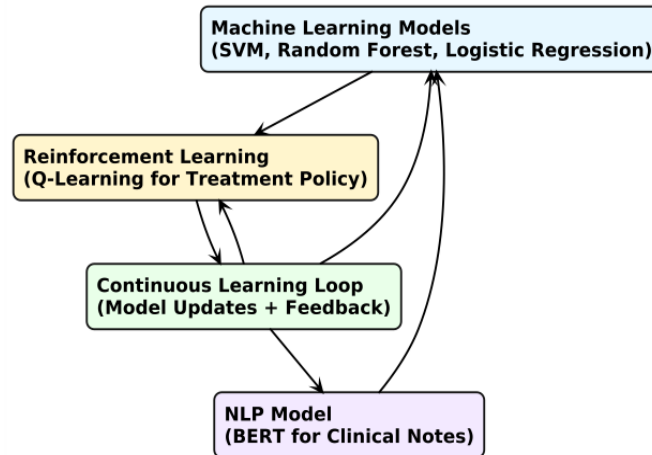 Machine Learning Models
(SVM, Random Forest, Logistic Regression)
Reinforcement Learning
(Q-Learning for Treatment Policy)
Continuous Learning Loop
(Model Updates + Feedback)
NLP Model
(BERT for Clinical Notes)